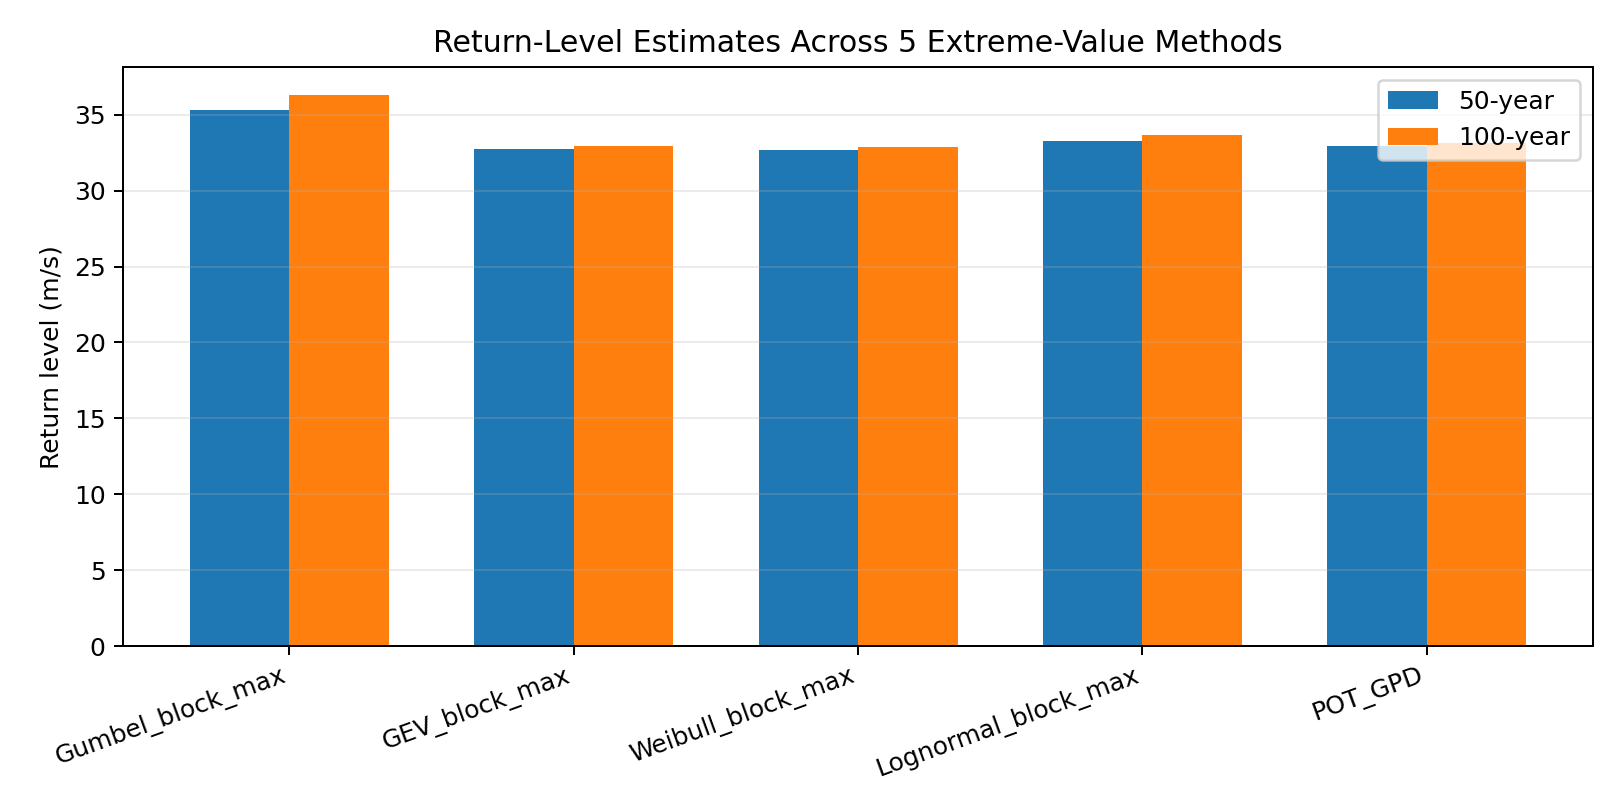 Return-Level Estimates Across 5 Extreme-Value Methods
50-year
100-year
Return level (m/s)
35
30
25
20
15
10
5
0
Gumbel_block_max
GEV_block_max
Weibull_block_max
Lognormal_block_max
POT_GPD